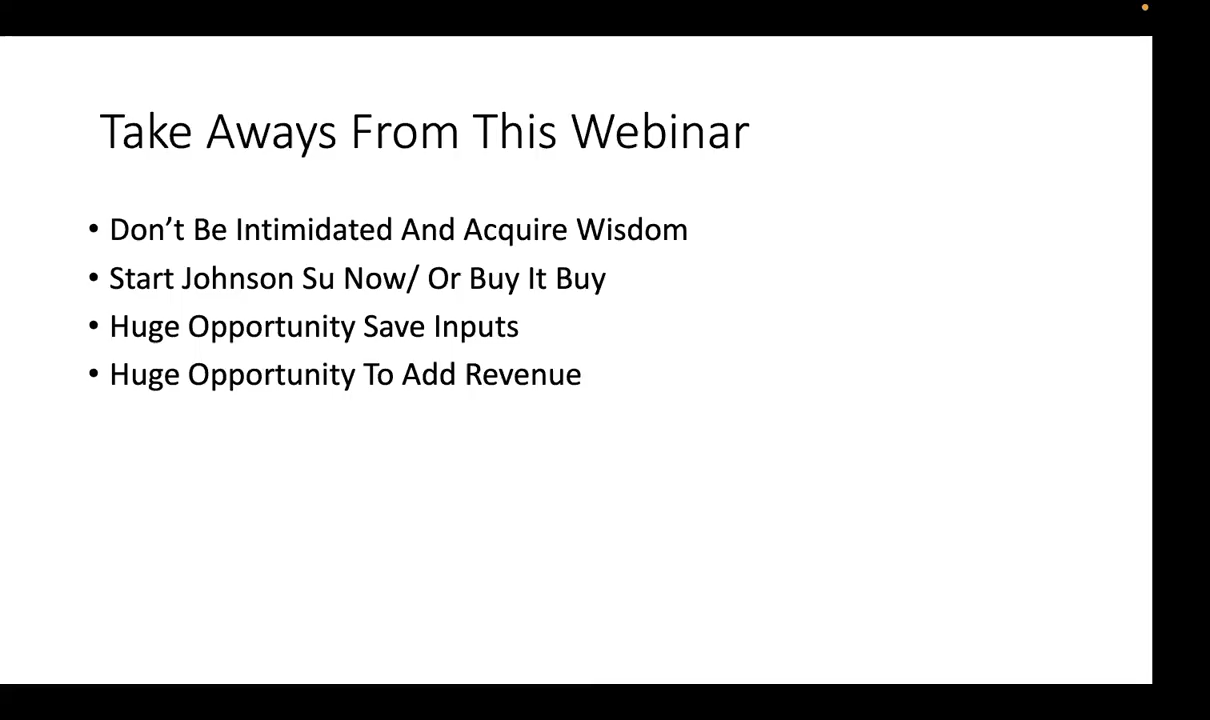 Take Aways From This Webinar
• Don’t Be Intimidated And Acquire Wisdom
• Start Johnson Su Now/ Or Buy It Buy
• Huge Opportunity Save Inputs
• Huge Opportunity To Add Revenue